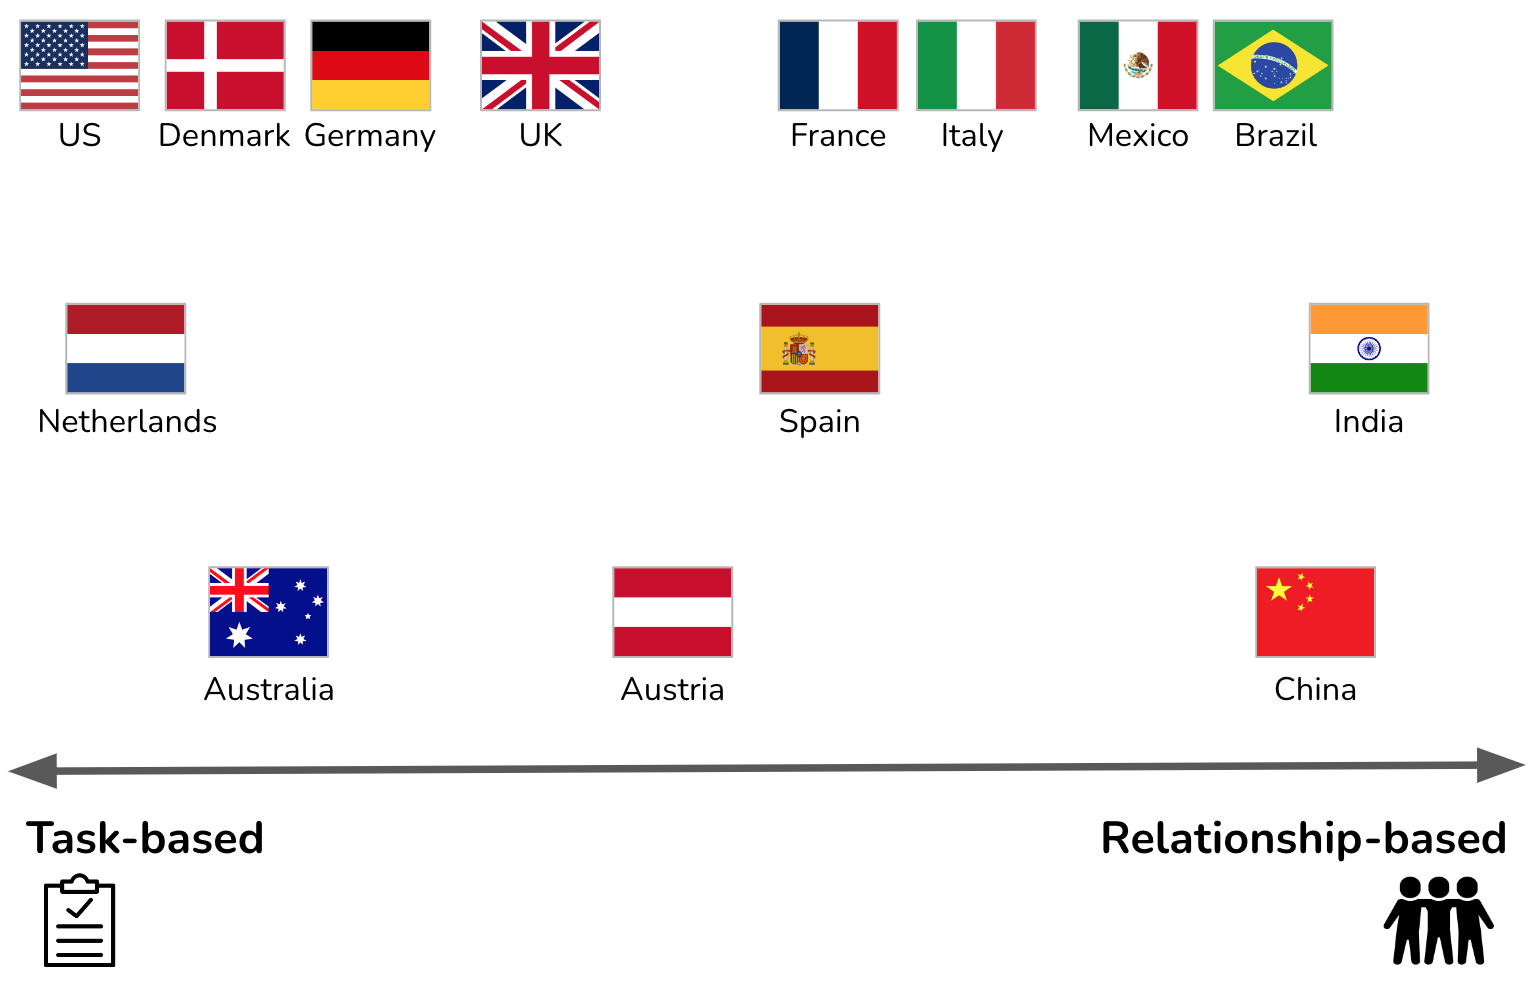 US Denmark Germany UK France Italy Mexico Brazil
Netherlands Spain India
Australia Austria China
Task-based Relationship-based